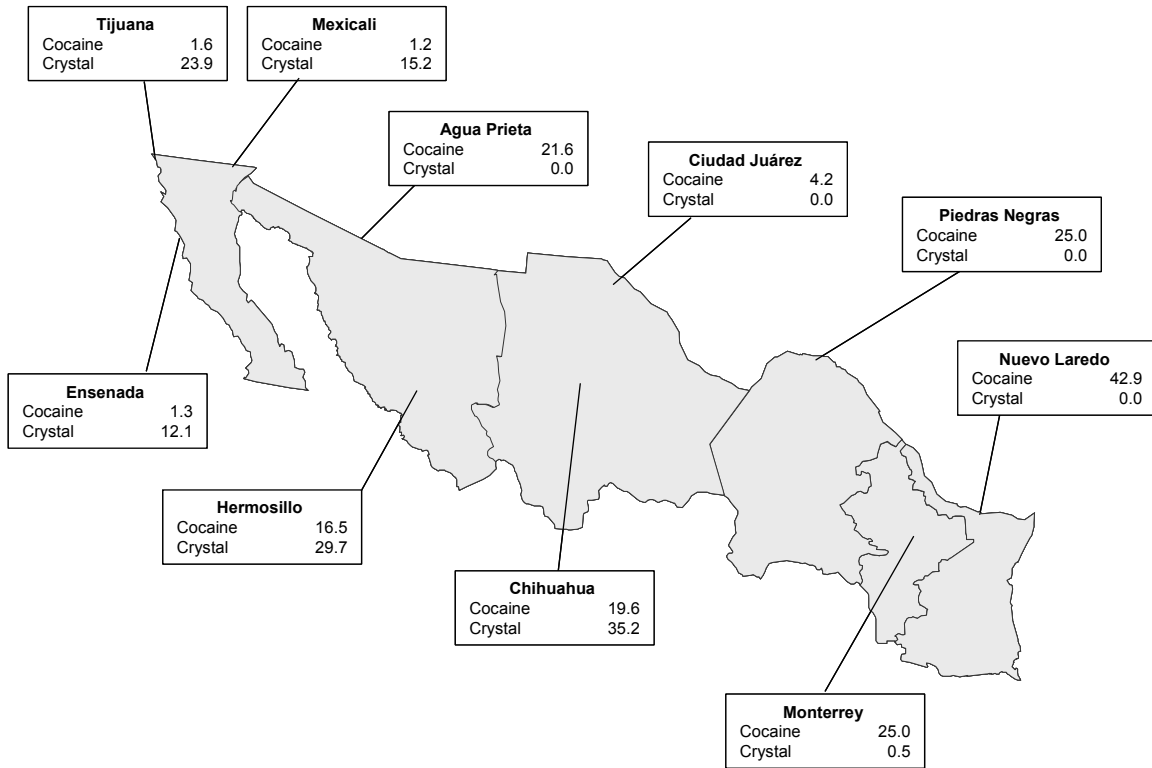 Tijuana
Cocaine 1.6
Crystal 23.9
Mexicali
Cocaine 1.2
Crystal 15.2
Agua Prieta
Cocaine 21.6
Crystal 0.0
Ciudad Juárez
Cocaine 4.2
Crystal 0.0
Piedras Negras
Cocaine 25.0
Crystal 0.0
Nuevo Laredo
Cocaine 42.9
Crystal 0.0
Ensenada
Cocaine 1.3
Crystal 12.1
Hermosillo
Cocaine 16.5
Crystal 29.7
Chihuahua
Cocaine 19.6
Crystal 35.2
Monterrey
Cocaine 25.0
Crystal 0.5